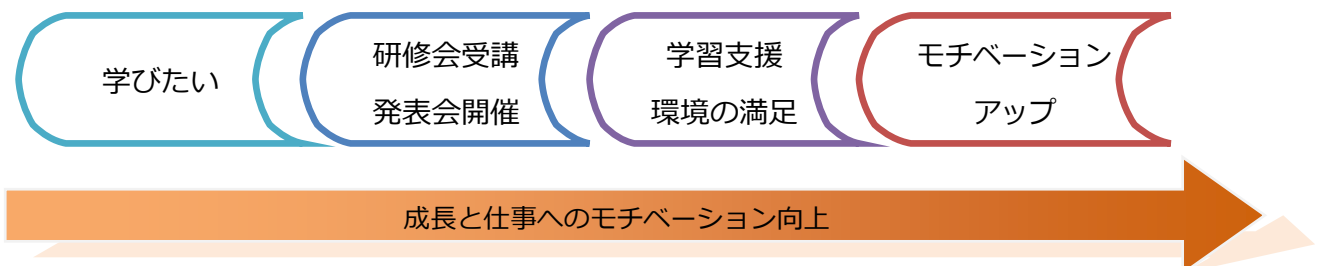 学びたい
研修会受講
発表会開催
学習支援
環境の満足
モチベーション
アップ
成長と仕事へのモチベーション向上